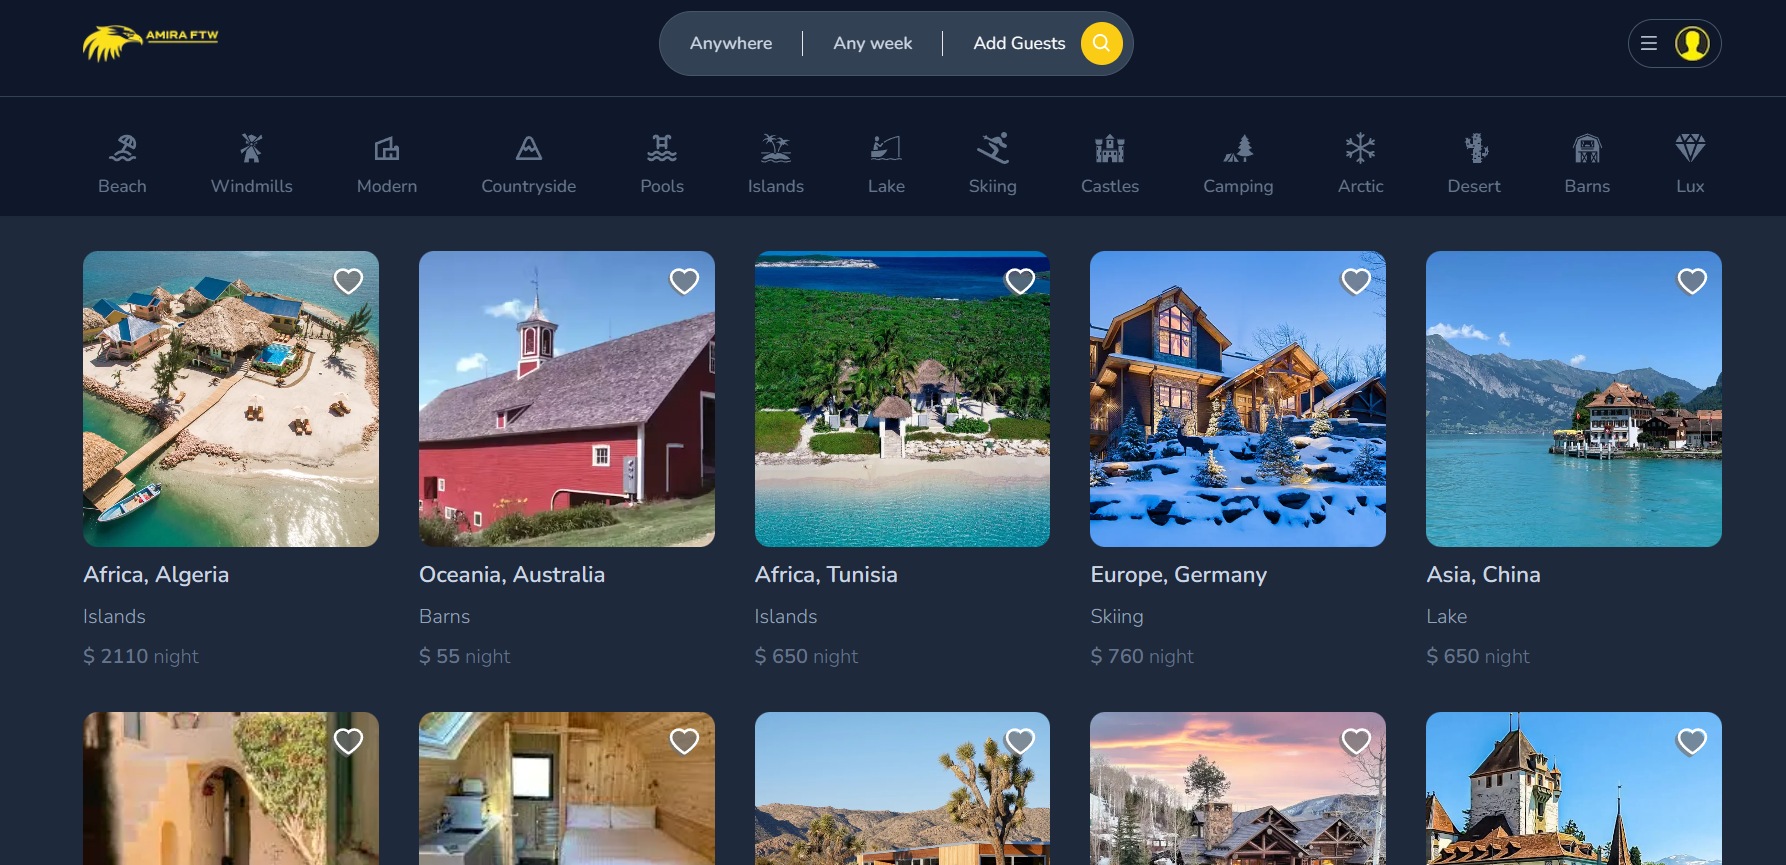 AMIRA FTW
Anywhere
Any week
Add Guests
Beach
Windmills
Modern
Countryside
Pools
Islands
Lake
Skiing
Castles
Camping
Arctic
Desert
Barns
Lux
Africa, Algeria
Islands
$ 2110 night
Oceania, Australia
Barns
$ 55 night
Africa, Tunisia
Islands
$ 650 night
Europe, Germany
Skiing
$ 760 night
Asia, China
Lake
$ 650 night